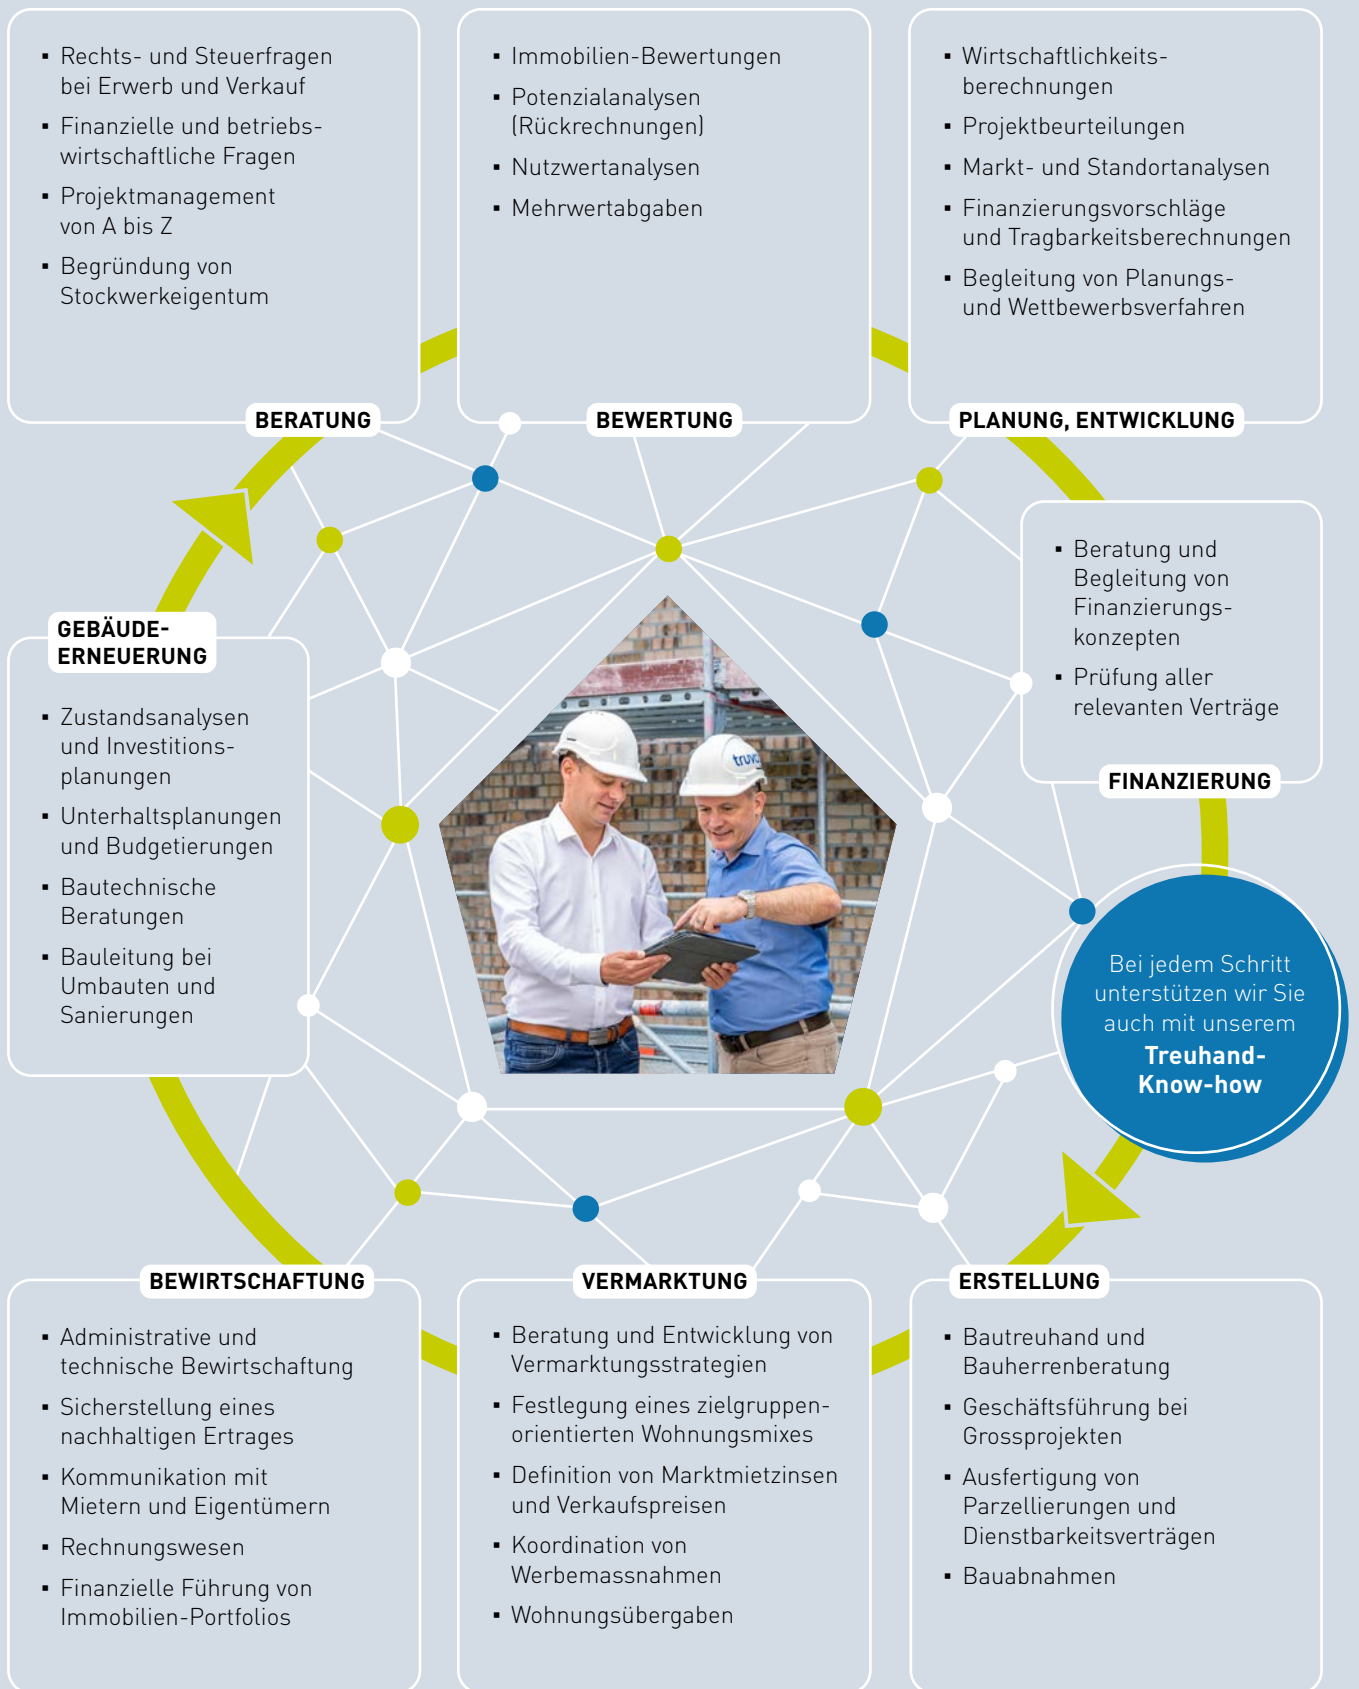 ▪ Rechts- und Steuerfragen
bei Erwerb und Verkauf
▪ Finanzielle und betriebs-
wirtschaftliche Fragen
▪ Projektmanagement
von A bis Z
▪ Begründung von
Stockwerkeigentum
BERATUNG
▪ Immobilien-Bewertungen
▪ Potenzialanalysen
(Rückrechnungen)
▪ Nutzwertanalysen
▪ Mehrwertabgaben
BEWERTUNG
▪ Wirtschaftlichkeits-
berechnungen
▪ Projektbeurteilungen
▪ Markt- und Standortanalysen
▪ Finanzierungsvorschläge
und Tragbarkeitsberechnungen
▪ Begleitung von Planungs-
und Wettbewerbsverfahren
PLANUNG, ENTWICKLUNG
▪ Beratung und
Begleitung von
Finanzierungs-
konzepten
▪ Prüfung aller
relevanten Verträge
FINANZIERUNG
GEBÄUDE-
ERNEUERUNG
▪ Zustandsanalysen
und Investitions-
planungen
▪ Unterhaltsplanungen
und Budgetierungen
▪ Bautechnische
Beratungen
▪ Bauleitung bei
Umbauten und
Sanierungen
Bei jedem Schritt
unterstützen wir Sie
auch mit unserem
Treuhand-
Know-how
BEWIRTSCHAFTUNG
▪ Administrative und
technische Bewirtschaftung
▪ Sicherstellung eines
nachhaltigen Ertrages
▪ Kommunikation mit
Mietern und Eigentümern
▪ Rechnungswesen
▪ Finanzielle Führung von
Immobilien-Portfolios
VERMARKTUNG
▪ Beratung und Entwicklung von
Vermarktungsstrategien
▪ Festlegung eines zielgruppen-
orientierten Wohnungsmixes
▪ Definition von Marktmietzinsen
und Verkaufspreisen
▪ Koordination von
Werbemassnahmen
▪ Wohnungsübergaben
ERSTELLUNG
▪ Bautreuhand und
Bauherrenberatung
▪ Geschäftsführung bei
Grossprojekten
▪ Ausfertigung von
Parzellierungen und
Dienstbarkeitsverträgen
▪ Bauabnahmen